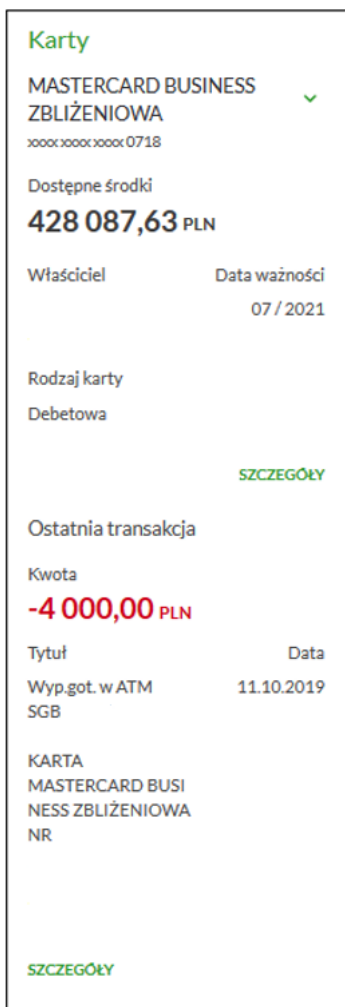 Karty
MASTERCARD BUSINESS
ZBLIŻENIOWA
xxxx xxxx xxxx 0718
Dostępne środki
428 087,63 PLN
Właściciel Data ważności
07 / 2021
Rodzaj karty
Debetowa
SZCZEGÓŁY
Ostatnia transakcja
Kwota
-4 000,00 PLN
Tytuł Data
Wyp.got. w ATM 11.10.2019
SGB
KARTA
MASTERCARD BUSI
NESS ZBLIŻENIOWA
NR
SZCZEGÓŁY